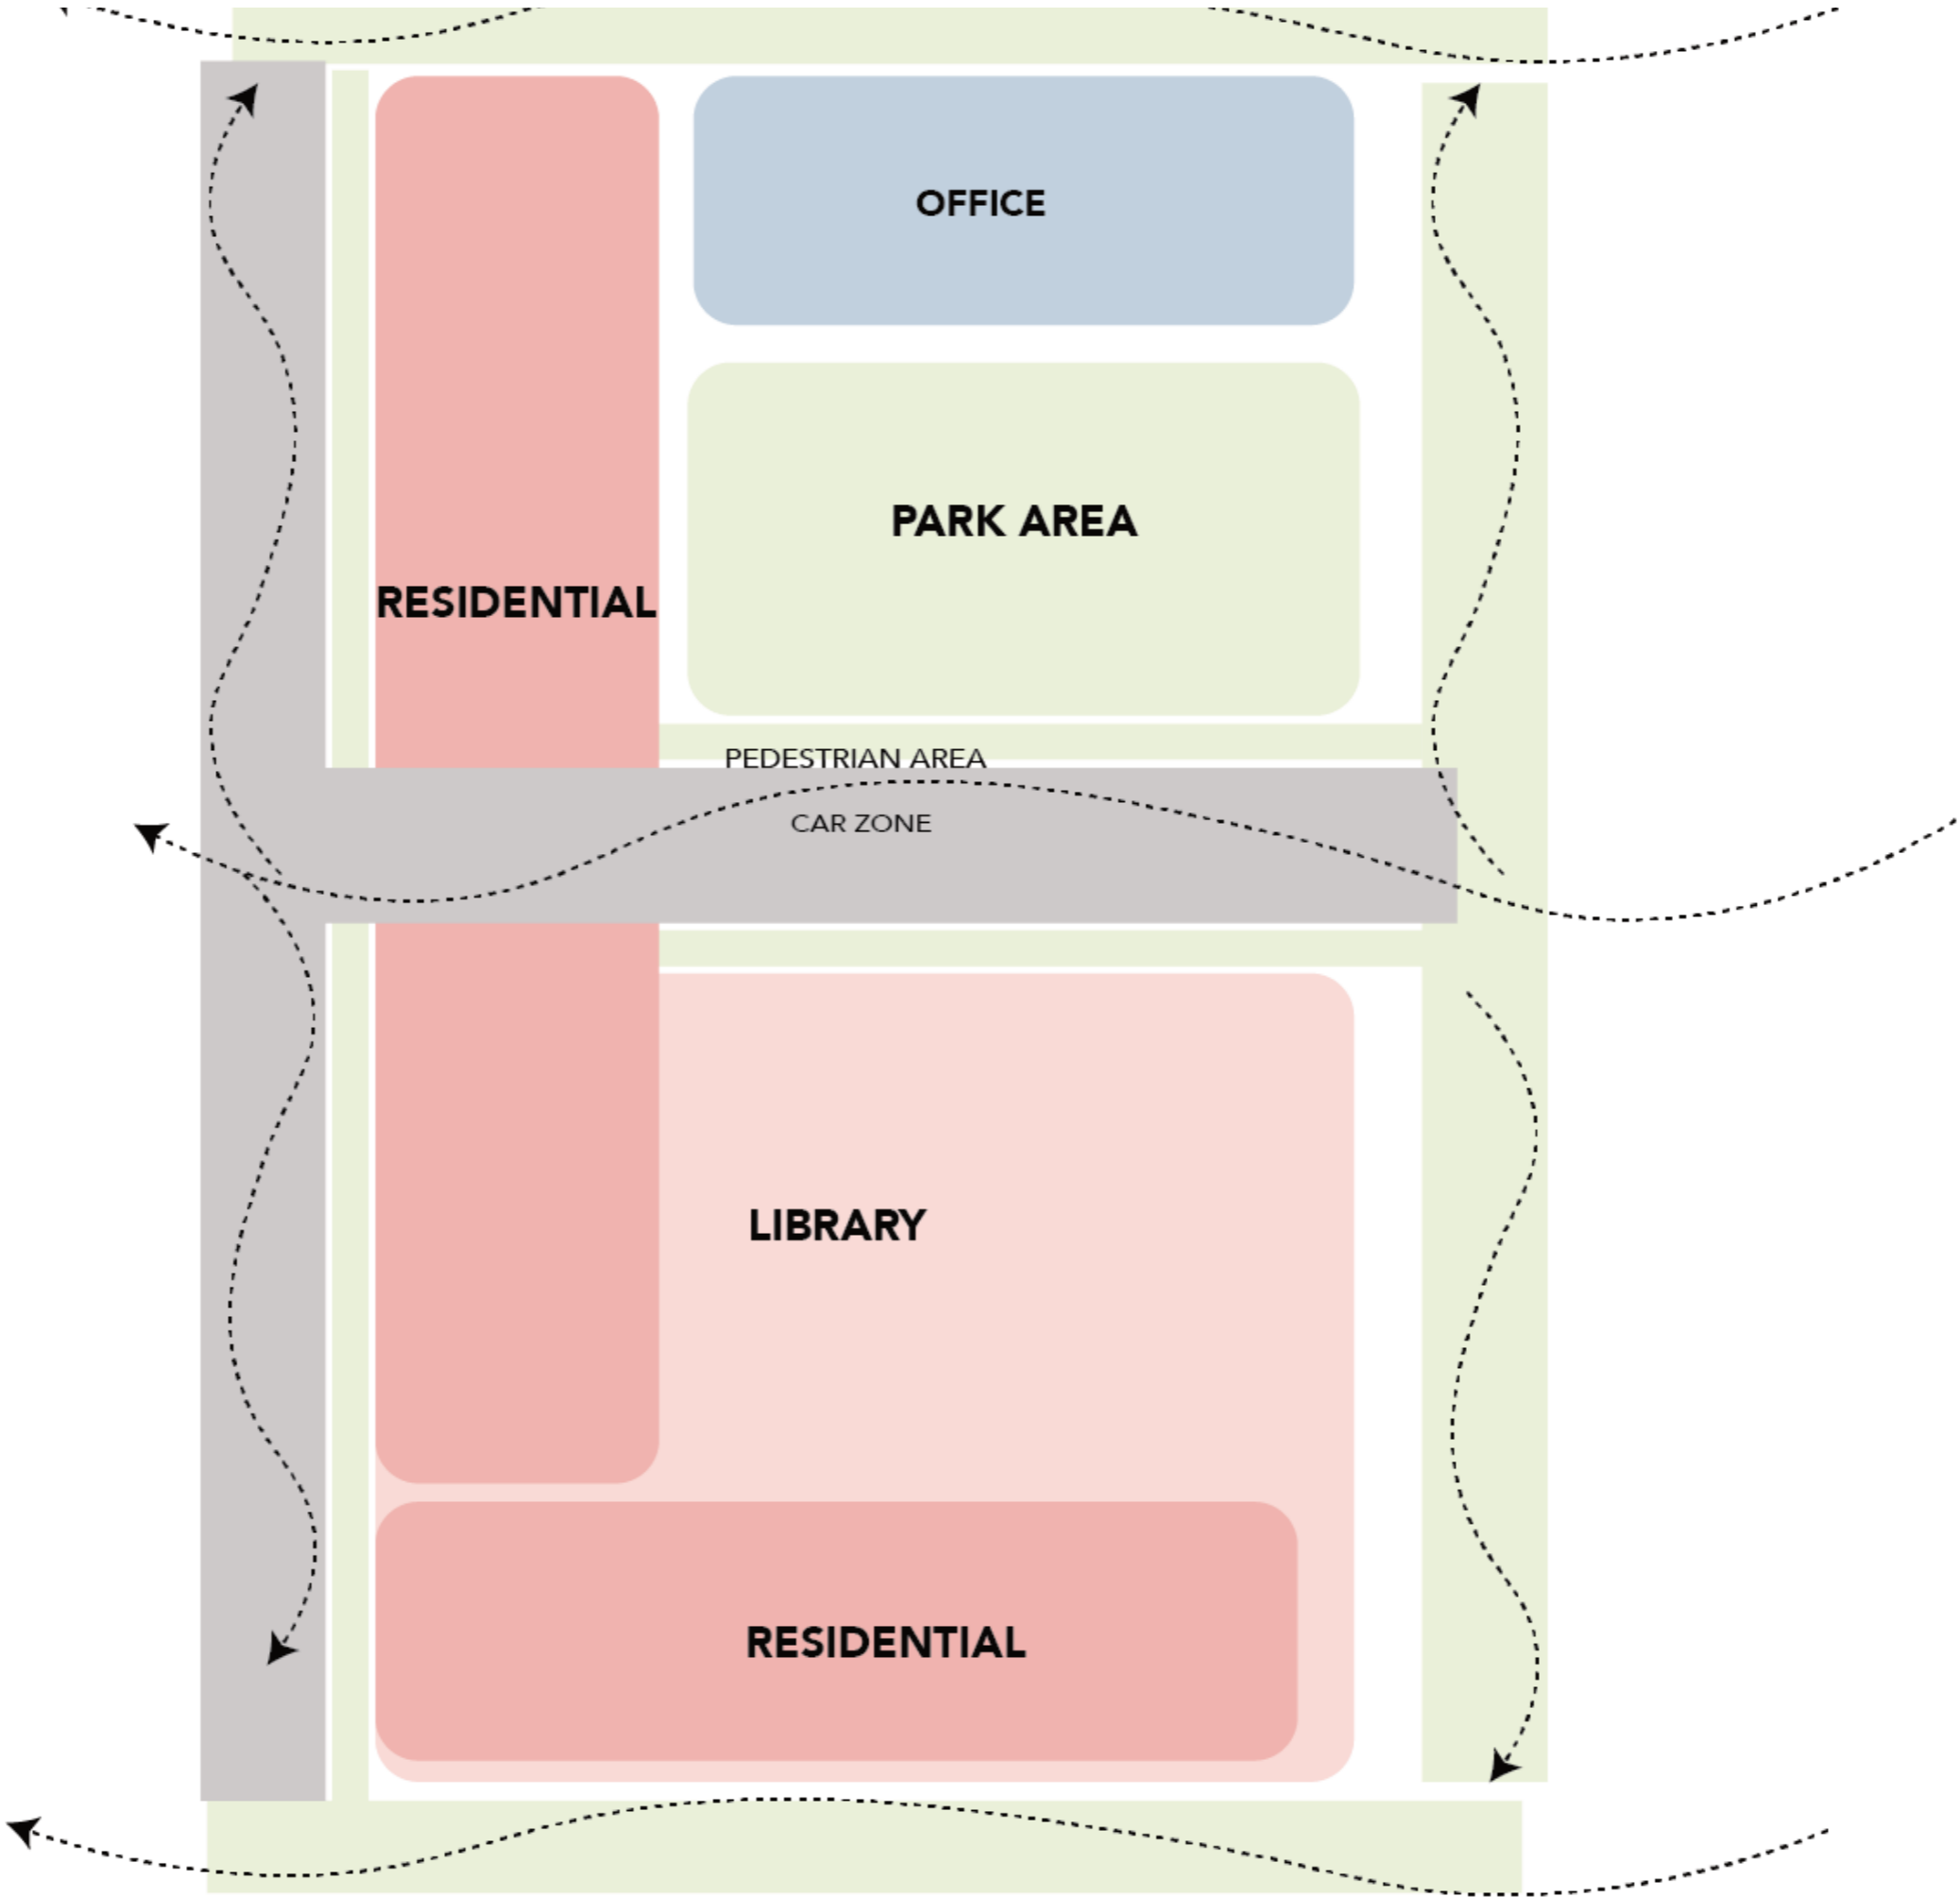 OFFICE
PARK AREA
RESIDENTIAL
PEDESTRIAN AREA
CAR ZONE
LIBRARY
RESIDENTIAL